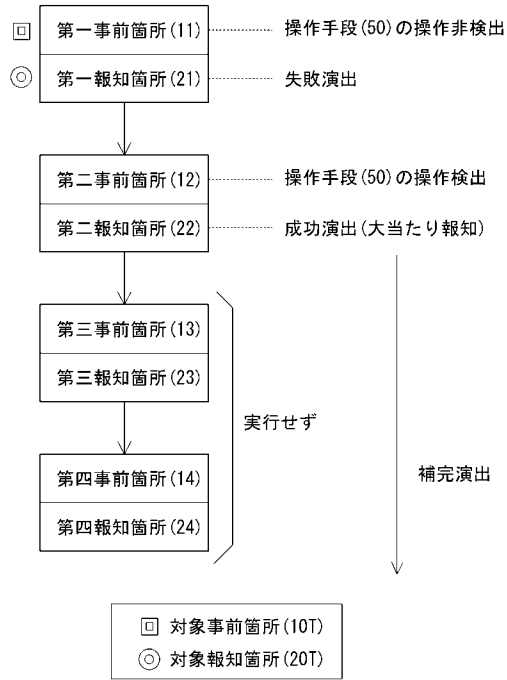 第一事前箇所(11)
操作手段(50)の操作非検出
第一報知箇所(21)
失敗演出
第二事前箇所(12)
操作手段(50)の操作検出
第二報知箇所(22)
成功演出(大当たり報知)
第三事前箇所(13)
第三報知箇所(23)
実行せず
第四事前箇所(14)
補完演出
第四報知箇所(24)
対象事前箇所(10T)
対象報知箇所(20T)